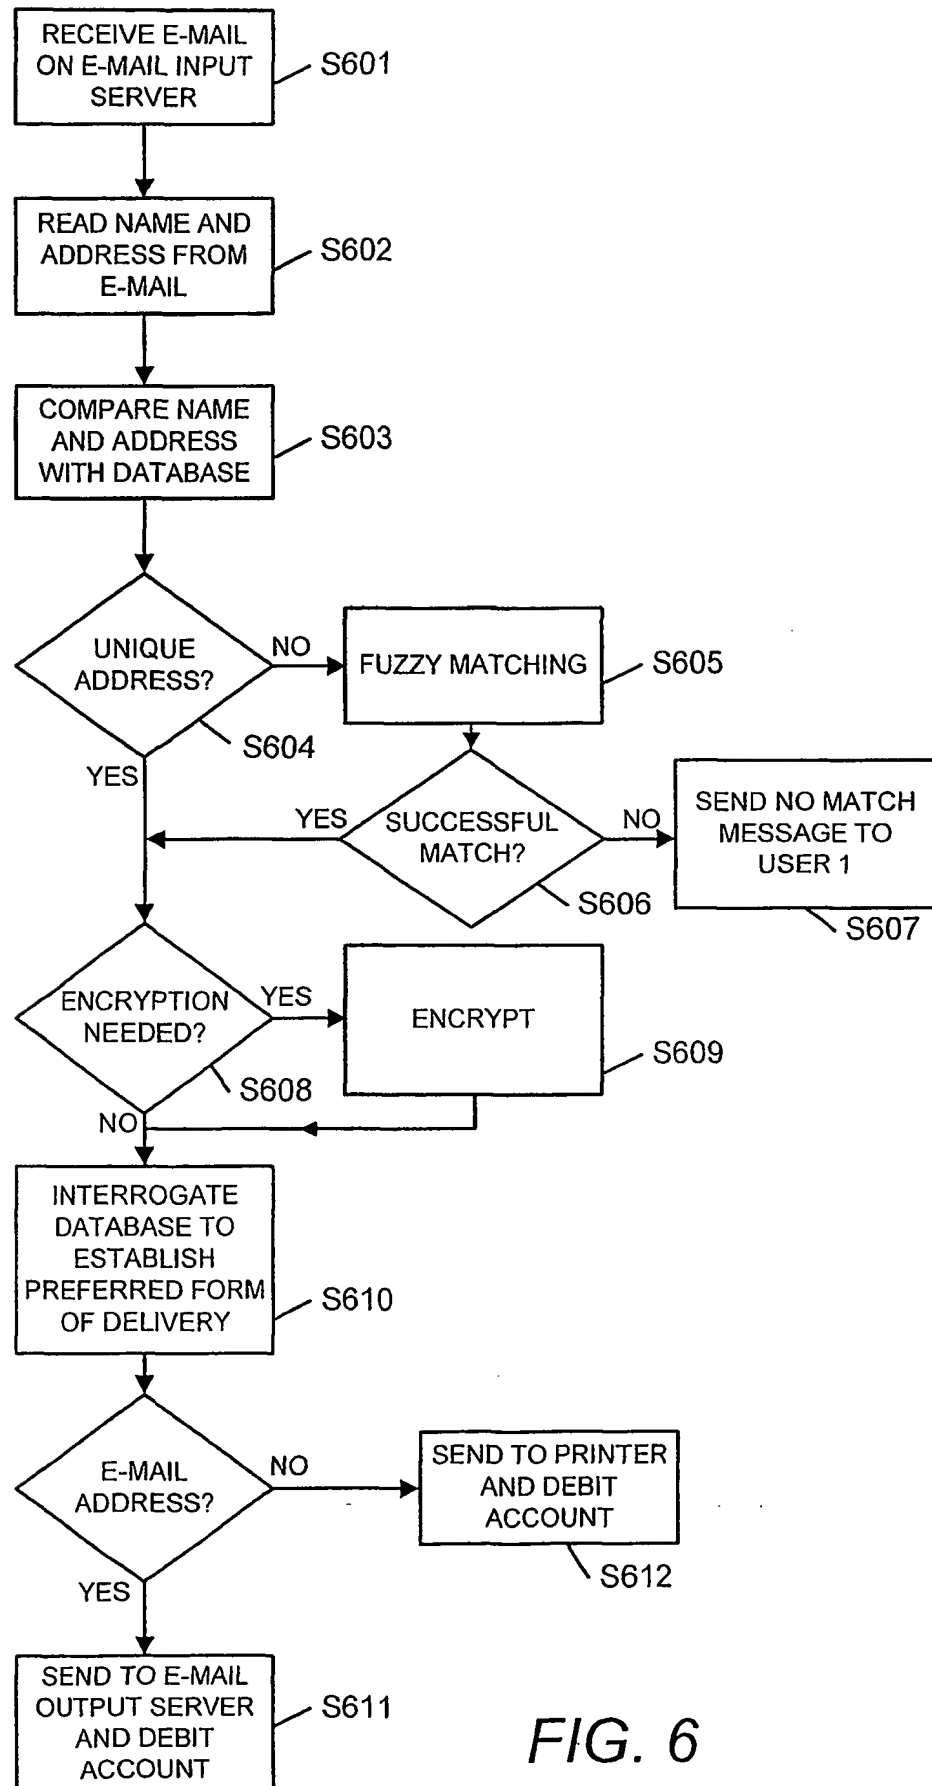 RECEIVE E-MAIL
ON E-MAIL INPUT
SERVER
S601
READ NAME AND
ADDRESS FROM
E-MAIL
S602
COMPARE NAME
AND ADDRESS
WITH DATABASE
S603
UNIQUE
ADDRESS?
NO
S604
YES
FUZZY MATCHING
S605
SUCCESSFUL
MATCH?
YES
NO
S606
SEND NO MATCH
MESSAGE TO
USER 1
S607
ENCRYPTION
NEEDED?
YES
S608
NO
ENCRYPT
S609
INTERROGATE
DATABASE TO
ESTABLISH
PREFERRED FORM
OF DELIVERY
S610
E-MAIL
ADDRESS?
NO
YES
SEND TO PRINTER
AND DEBIT
ACCOUNT
S612
SEND TO E-MAIL
OUTPUT SERVER
AND DEBIT
ACCOUNT
S611
FIG. 6